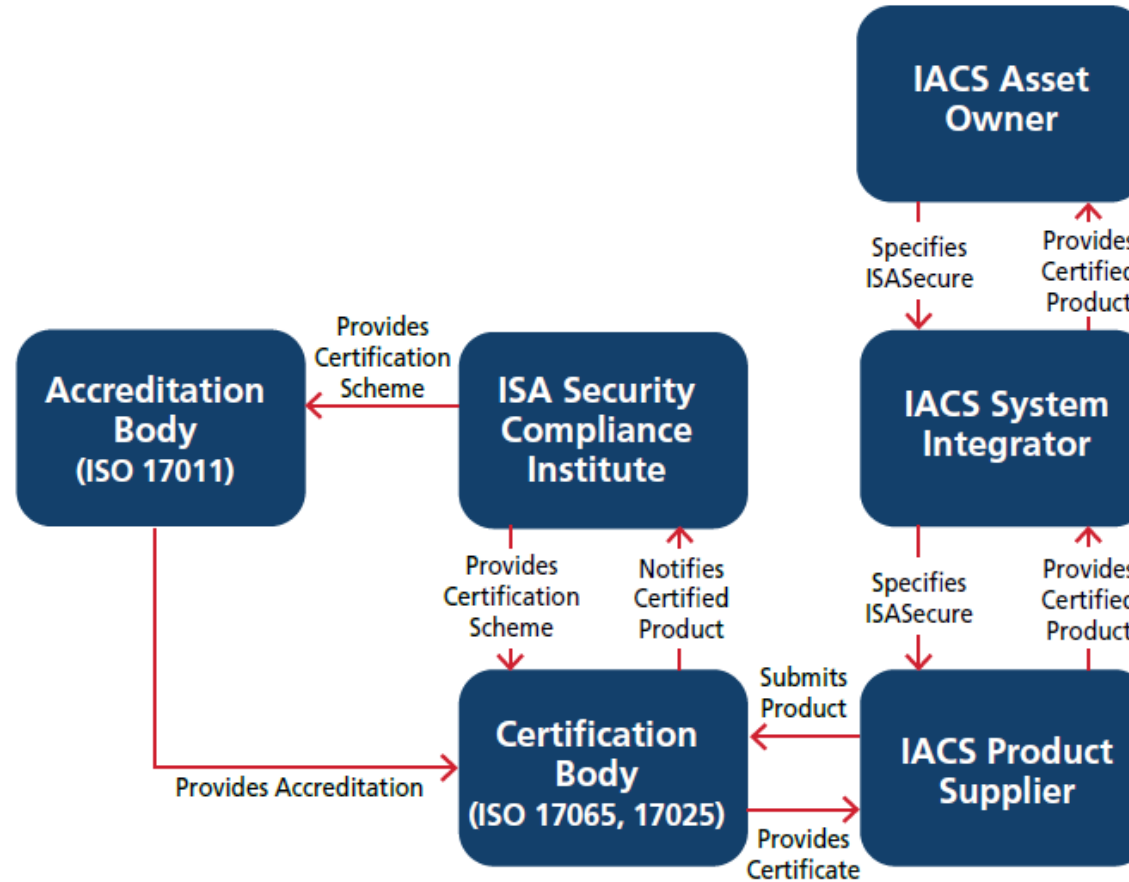 IACS Asset
Owner
Specifies
ISASecure
Provides
Certified
Product
Provides
Certification
Scheme
Accreditation
Body
(ISO 17011)
ISA Security
Compliance
Institute
IACS System
Integrator
Provides
Certification
Scheme
Notifies
Certified
Product
Specifies
ISASecure
Provides
Certified
Product
Submits
Product
Certification
Body
(ISO 17065, 17025)
IACS Product
Supplier
Provides Accreditation
Provides
Certificate